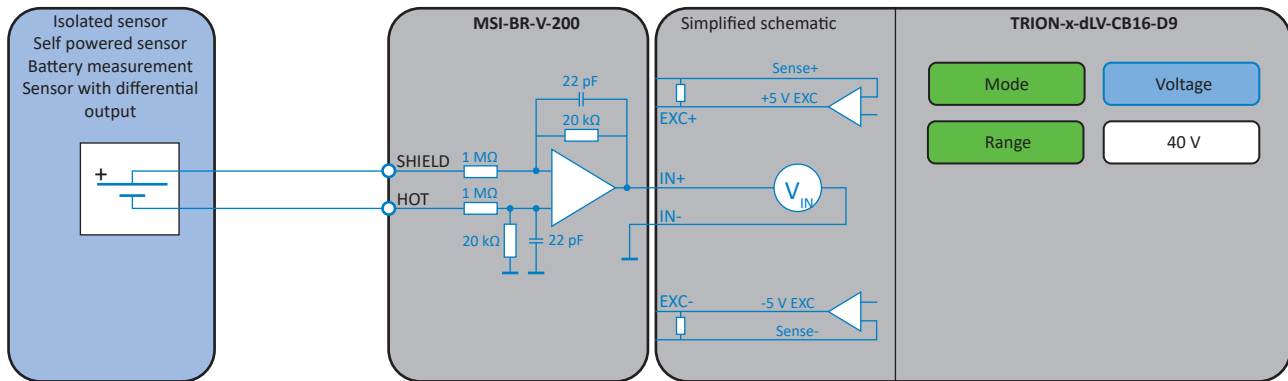 Isolated sensor
Self powered sensor
Battery measurement
Sensor with differential
output
+
MSI-BR-V-200
22 pF
20 kΩ
SHIELD
1 MΩ
HOT
1 MΩ
20 kΩ
22 pF
Simplified schematic
Sense+
+5 V EXC
EXC+
IN+
VIN
IN-
EXC-
-5 V EXC
Sense-
TRION-x-dLV-CB16-D9
Mode
Voltage
Range
40 V